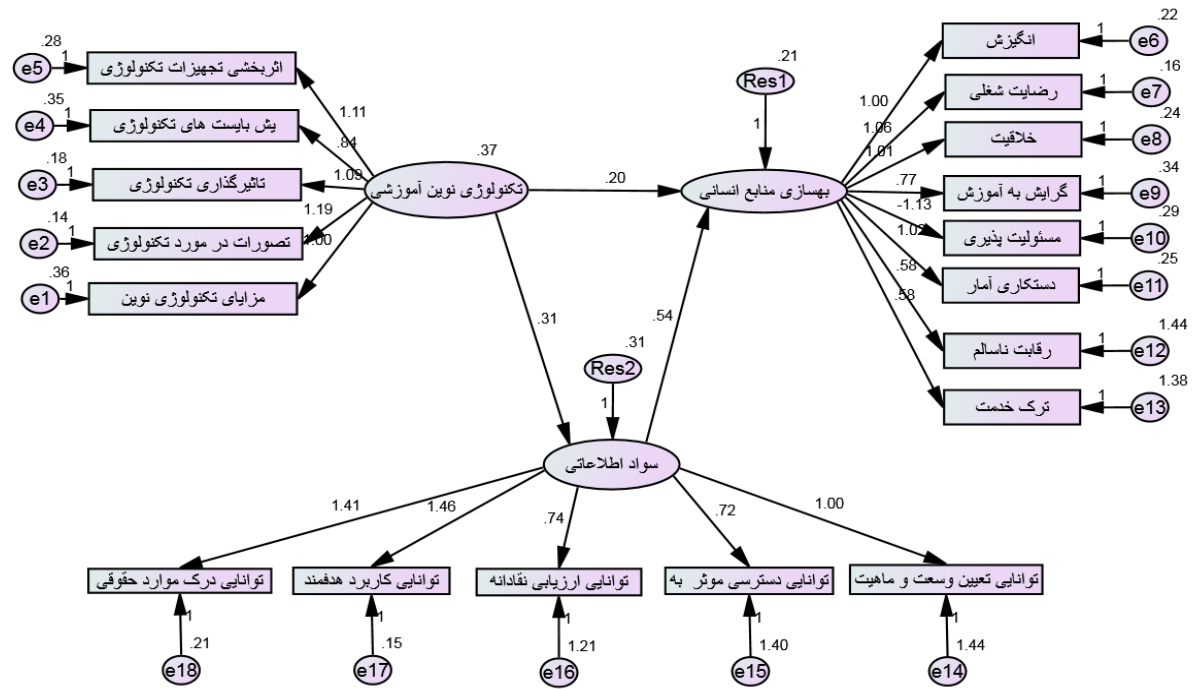 .28
e5
1
اثربخشی تجهیزات تکنولوژی
.35
e4
1
یش بایست های تکنولوژی
.18
e3
1
تاثیرگذاری تکنولوژی
.14
e2
1
تصورات در مورد تکنولوژی
.36
e1
1
مزایای تکنولوژی نوین
1.11
.84
1.09
1.19
1.00
.37
تکنولوژی نوین آموزشی
.20
.21
Res1
1
بهسازی منابع انسانی
1.00
1.06
1.01
.77
-1.13
1.02
.58
.58
انگیزش
1
.22
e6
رضایت شغلی
1
.16
e7
خلاقیت
1
.24
e8
گرایش به آموزش
1
.34
e9
مسئولیت پذیری
1
.29
e10
دستکاری آمار
1
.25
e11
رقابت ناسالم
1
1.44
e12
ترک خدمت
1
1.38
e13
.31
.54
.31
Res2
1
سواد اطلاعاتی
1.41
1.46
.74
.72
1.00
توانایی درک موارد حقوقی
توانایی کاربرد هدفمند
توانایی ارزیابی نقادانه
توانایی دسترسی موثر به
توانایی تعیین وسعت و ماهیت
1
1
1
1
1
.21
.15
1.21
1.40
1.44
e18
e17
e16
e15
e14